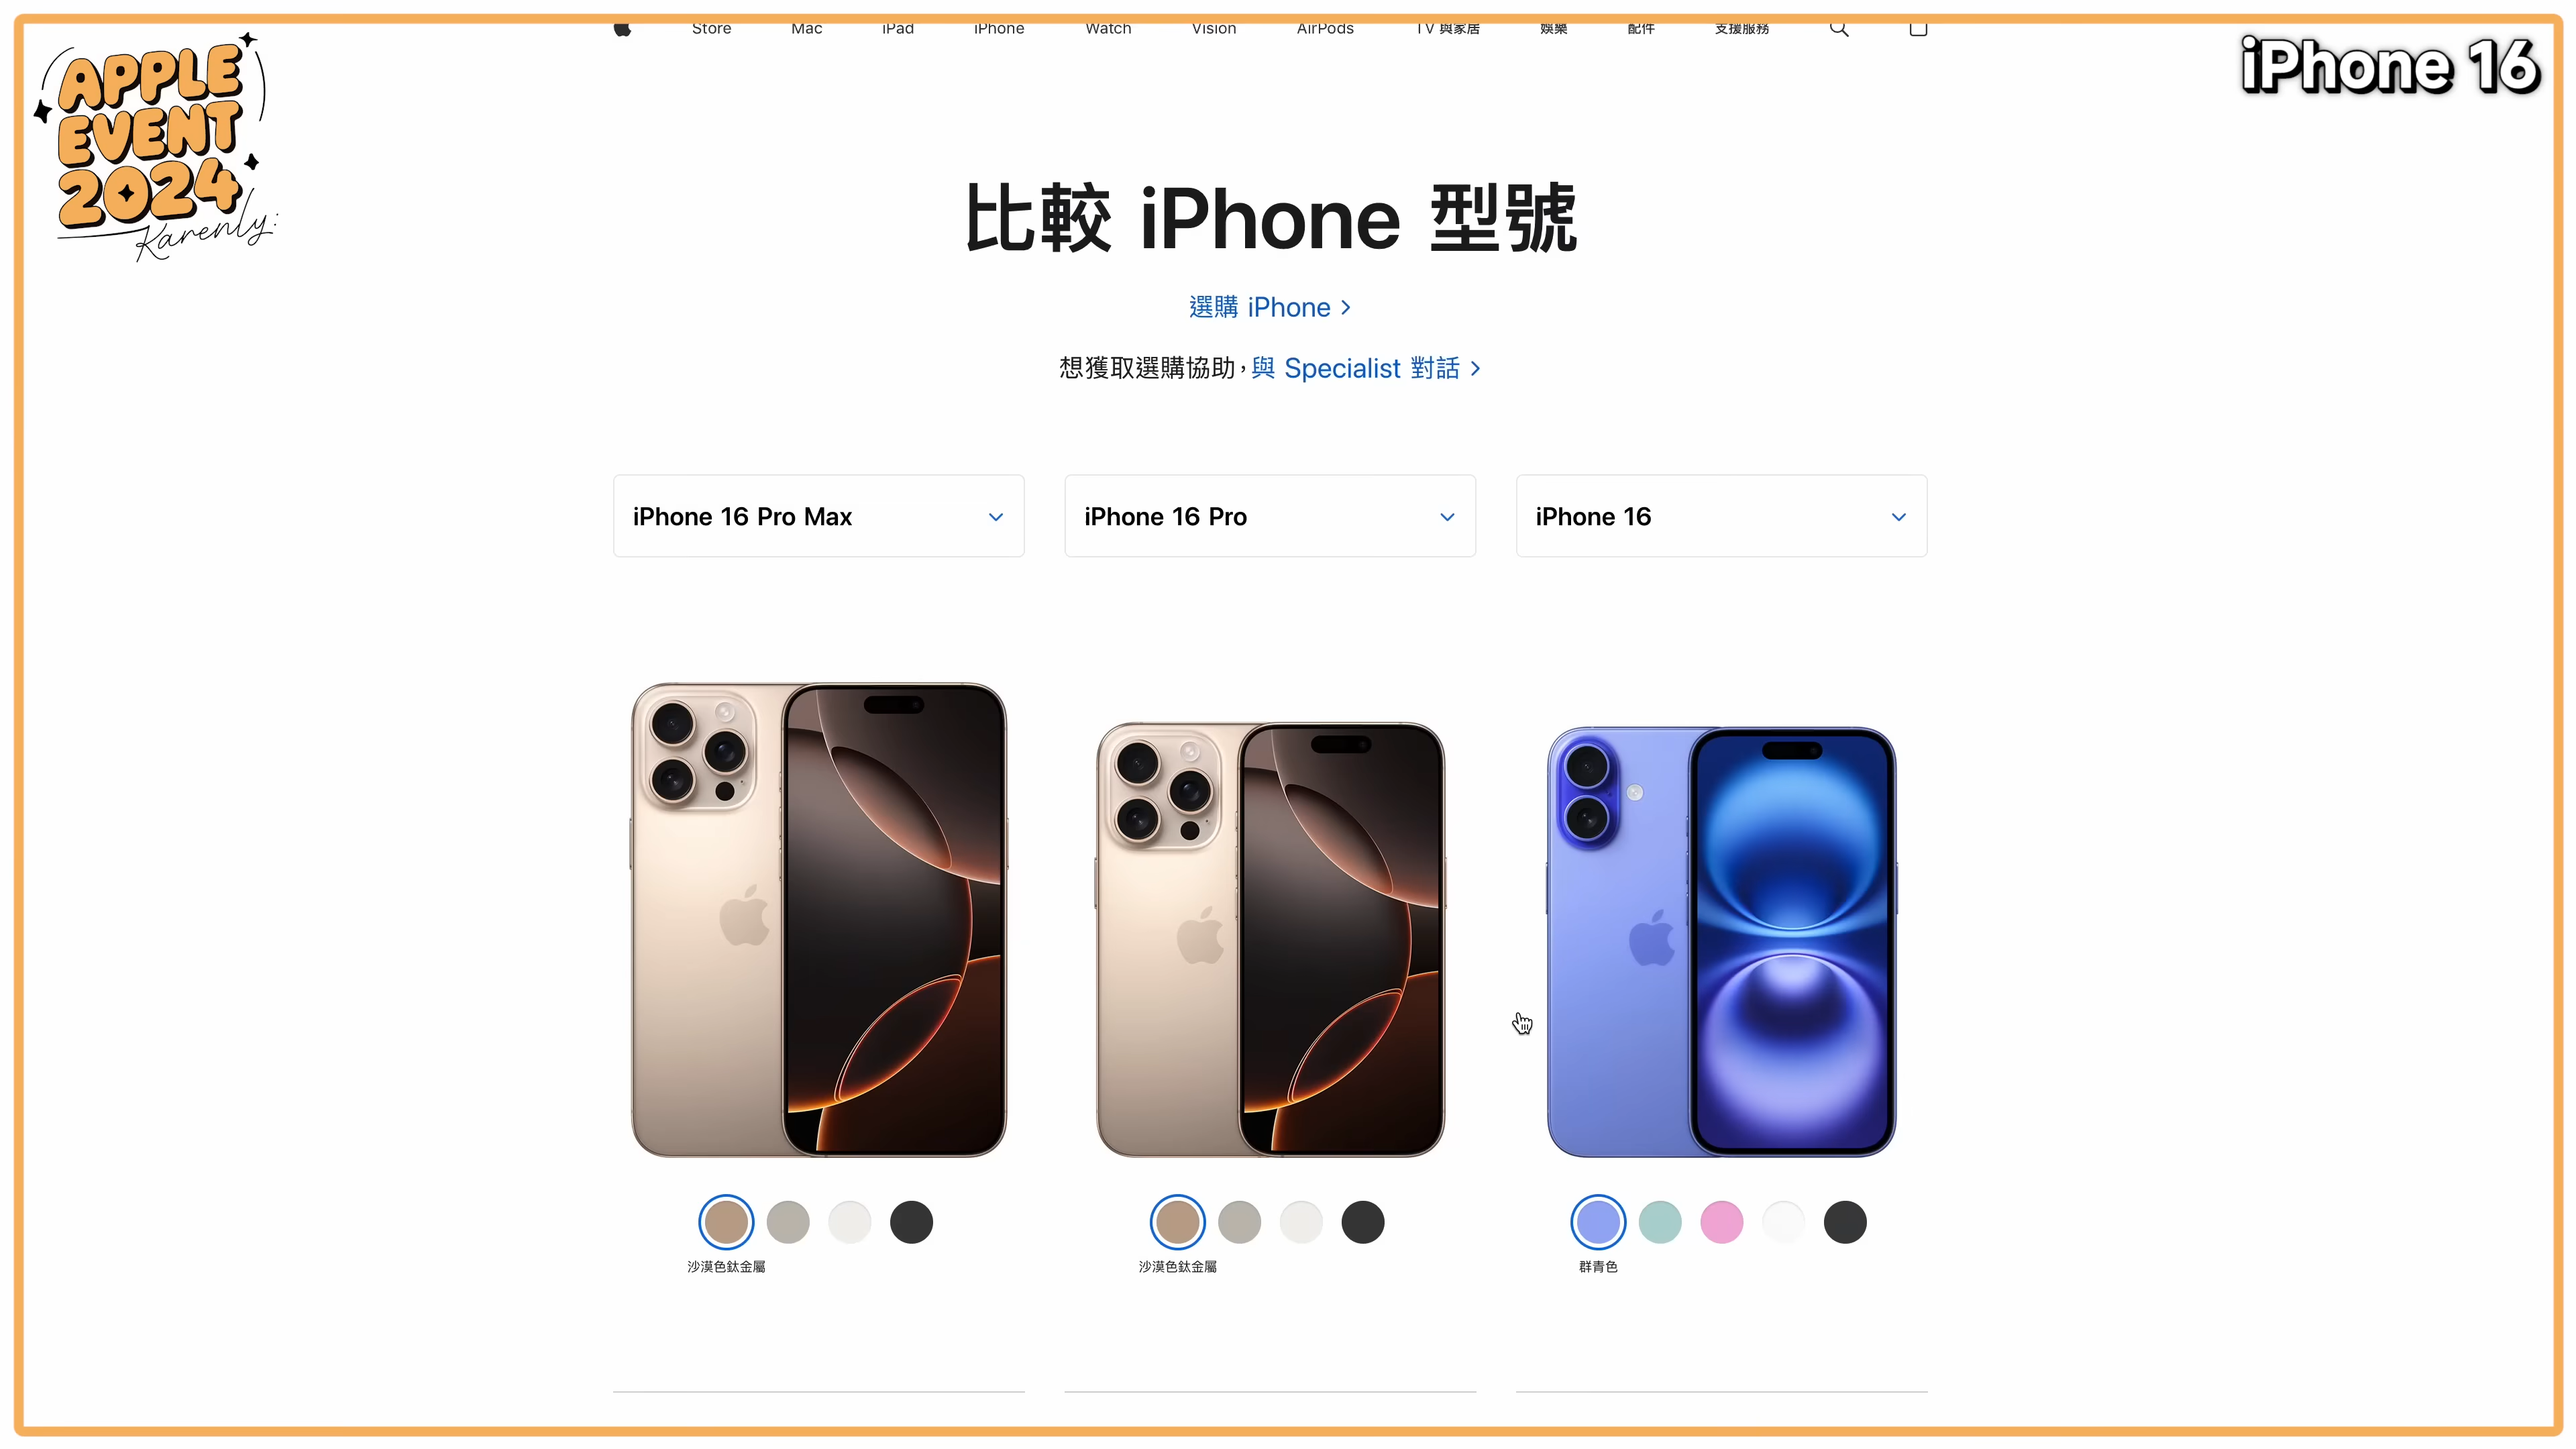 Store Mac iPad iPhone Watch Vision AirPods TV 與家居 娛樂 配件 支援服務
APPLE
EVENT
2024
Karenly:
iPhone 16
比較 iPhone 型號
選購 iPhone >
想獲取選購協助，與 Specialist 對話 >
iPhone 16 Pro Max
iPhone 16 Pro
iPhone 16
沙漠色鈦金屬
沙漠色鈦金屬
群青色